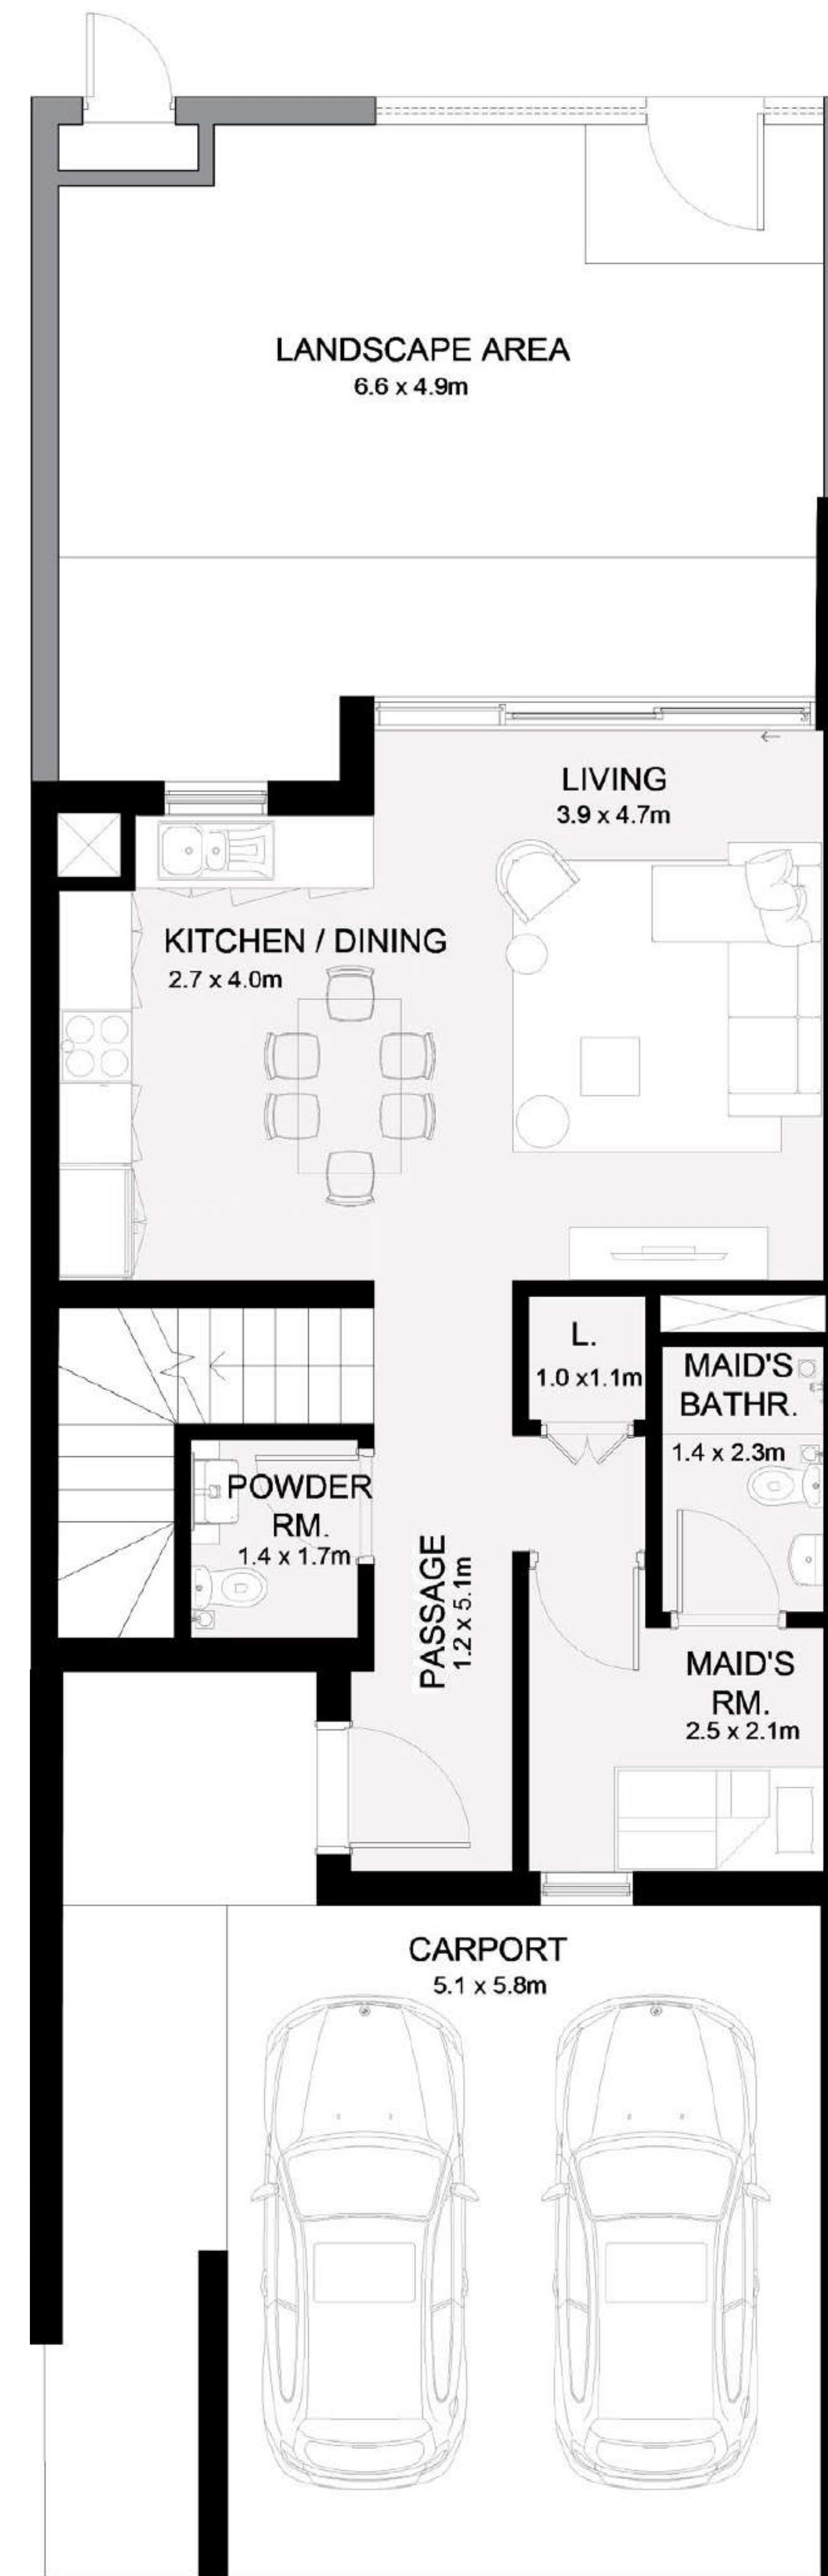 LANDSCAPE AREA
6.6 x 4.9m
LIVING
3.9 x 4.7m
KITCHEN / DINING
2.7 x 4.0m
L.
1.0 x1.1m
MAID'S
BATHR.
1.4 x 2.3m
POWDER
RM.
1.4 x 1.7m
PASSAGE
1.2 x 5.1m
MAID'S
RM.
2.5 x 2.1m
CARPORT
5.1 x 5.8m